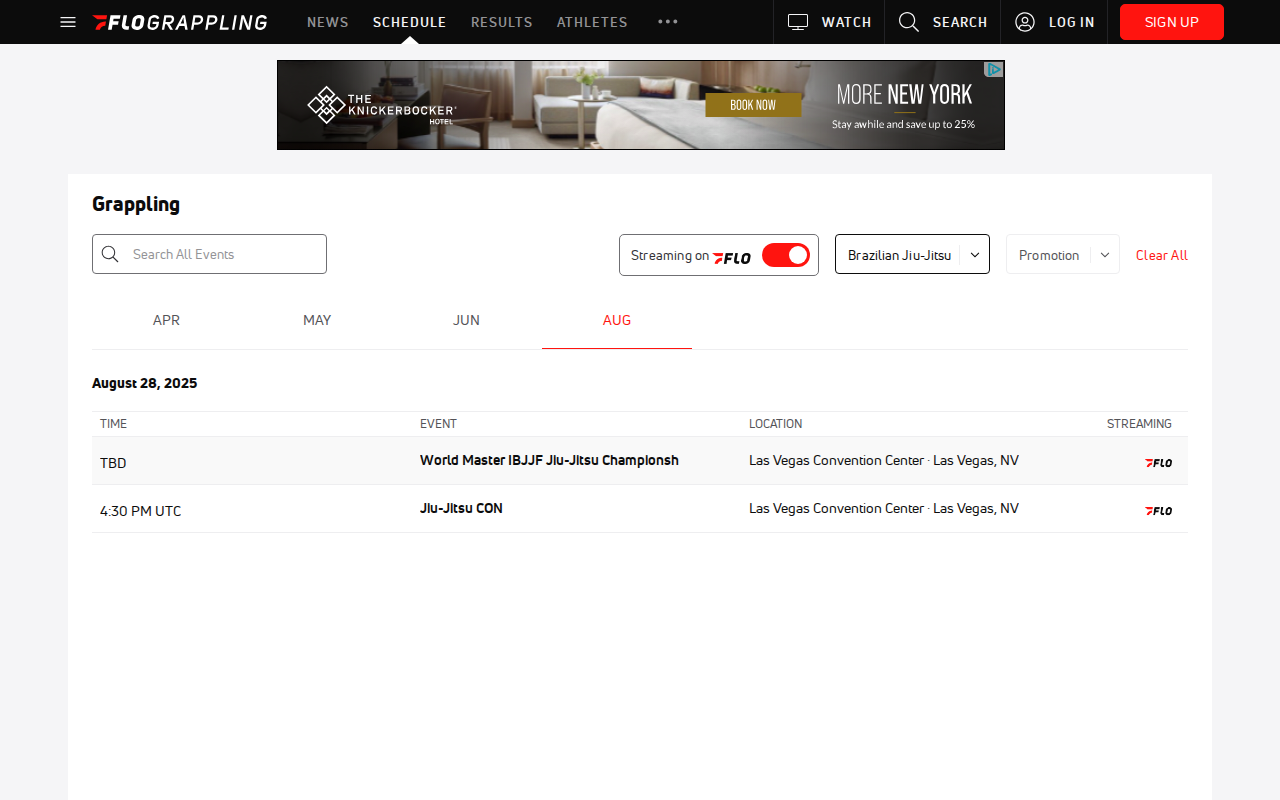 FLOGRAPPLING NEWS SCHEDULE RESULTS ATHLETES ••• WATCH SEARCH LOG IN SIGN UP
THE KNICKERBOCKER HOTEL
BOOK NOW
MORE NEW YORK
Stay awhile and save up to 25%
Grappling
Search All Events
Streaming on FLO
Brazilian Jiu-Jitsu
Promotion
Clear All
APR MAY JUN AUG
August 28, 2025
TIME EVENT LOCATION STREAMING
TBD World Master IBJJF Jiu-Jitsu Championsh Las Vegas Convention Center · Las Vegas, NV FLO
4:30 PM UTC Jiu-Jitsu CON Las Vegas Convention Center · Las Vegas, NV FLO